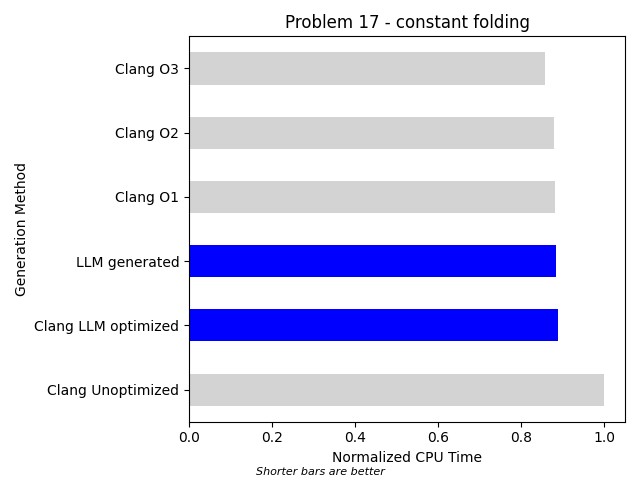 Problem 17 - constant folding
Generation Method
Clang O3
Clang O2
Clang O1
LLM generated
Clang LLM optimized
Clang Unoptimized
0.0 0.2 0.4 0.6 0.8 1.0
Normalized CPU Time
Shorter bars are better